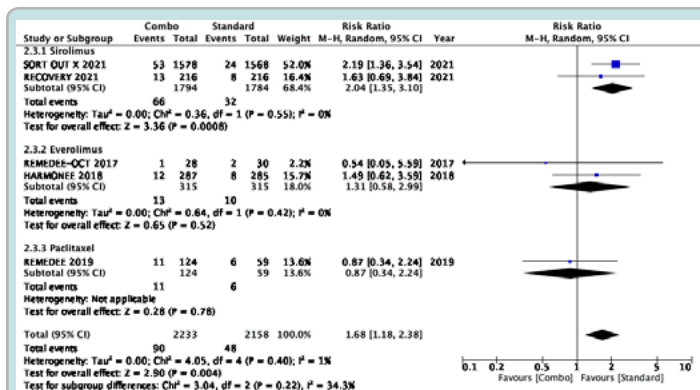 Combo Standard Risk Ratio Risk Ratio
Study or Subgroup Events Total Events Total Weight M-H, Random, 95% CI Year M-H, Random, 95% CI
2.3.1 Sirolimus
SORT OUT X 2021 53 1578 24 1568 52.0% 2.19 [1.36, 3.54] 2021
RECOVERY 2021 13 216 8 216 16.4% 1.63 [0.69, 3.84] 2021
Subtotal (95% CI) 1794 1784 68.4% 2.04 [1.35, 3.10]
Total events 66 32
Heterogeneity: Tau² = 0.00; Chi² = 0.36, df = 1 (P = 0.55); I² = 0%
Test for overall effect: Z = 3.36 (P = 0.0008)
2.3.2 Everolimus
REMEDEE-OCT 2017 1 28 2 30 2.2% 0.54 [0.05, 5.59] 2017
HARMONEE 2018 12 287 8 285 15.7% 1.49 [0.62, 3.59] 2018
Subtotal (95% CI) 315 315 18.0% 1.31 [0.58, 2.99]
Total events 13 10
Heterogeneity: Tau² = 0.00; Chi² = 0.64, df = 1 (P = 0.42); I² = 0%
Test for overall effect: Z = 0.65 (P = 0.52)
2.3.3 Paclitaxel
REMEDEE 2019 11 124 6 59 13.6% 0.87 [0.34, 2.24] 2019
Subtotal (95% CI) 124 59 13.6% 0.87 [0.34, 2.24]
Total events 11 6
Heterogeneity: Not applicable
Test for overall effect: Z = 0.28 (P = 0.78)
Total (95% CI) 2233 2158 100.0% 1.68 [1.18, 2.38]
Total events 90 48
Heterogeneity: Tau² = 0.00; Chi² = 4.05, df = 4 (P = 0.40); I² = 1%
Test for overall effect: Z = 2.90 (P = 0.004)
Test for subgroup differences: Chi² = 3.04, df = 2 (P = 0.22), I² = 34.3%
0.1 0.2 0.5 1 2 5 10
Favours [Combo] Favours [Standard]